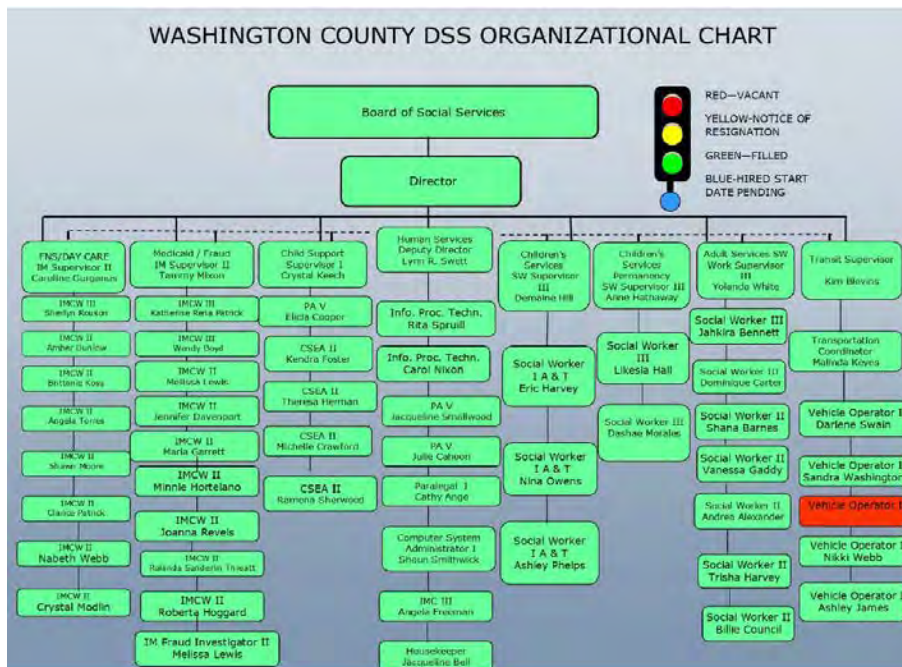 WASHINGTON COUNTY DSS ORGANIZATIONAL CHART
RED—VACANT
YELLOW-NOTICE OF
RESIGNATION
GREEN—FILLED
BLUE-HIRED START
DATE PENDING
Board of Social Services
Director
FNS/DAY CARE
IM Supervisor II
Caroline Gurganus
IMCW III
Sherlyn
IMCW II
Amber Dunlow
IMCW II
Brittanie
IMCW II
Angela Torres
IMCW II
Shawn Moore
IMCW II
Clarice Patrick
IMCW II
Nabeth Webb
IMCW II
Crystal Modlin
Medicaid / Fraud
IM Supervisor II
Tammy Mixon
IMCW III
Katherine Rena Patrick
IMCW III
Wendy Boyd
IMCW II
Melissa Lewis
IMCW II
Jennifer Davenport
IMCW II
Maria Garrett
IMCW II
Minnie Hortelano
IMCW II
Joanna Revels
IMCW II
IMCW II
Roberta Hoggard
IM Fraud Investigator II
Melissa Lewis
Child Support
Supervisor I
Crystal Keech
PA V
Elicia Cooper
CSEA II
Kendra Foster
CSEA II
Theresa Herman
CSEA II
Michelle Crawford
CSEA II
Ramona Sherwood
Human Services
Deputy Director
Lynn R. Swett
Info. Proc. Techn.
Rita Spruill
Info. Proc. Techn.
Carol Nixon
PA V
Jacqueline Smallwood
PA V
Julie Cahoon
Paralegal I
Cathy Ange
Computer System
Administrator I
Shaun Smithwick
IMC III
Angela Freeman
Housekeeper
Jacqueline Bell
Children's
Services
SW Supervisor
III
Demaine Hill
Social Worker
I A & T
Eric Harvey
Social Worker
I A & T
Nina Owens
Social Worker
I A & T
Ashley Phelps
Children's
Services
Permanency
SW Supervisor III
Anne Hathaway
Social Worker
III
Likesia Hall
Social Worker III
Dashae Morales
Adult Services SW
Work Supervisor
III
Yolanda White
Social Worker III
Jahkira Bennett
Social Worker III
Dominique Carter
Social Worker II
Shana Barnes
Social Worker II
Vanessa Gaddy
Social Worker II
Andrea Alexander
Social Worker II
Trisha Harvey
Social Worker II
Billie Council
Transit Supervisor
Kim Blevins
Transportation
Coordinator
Malinda Keyes
Vehicle Operator I
Darlene Swain
Vehicle Operator I
Sandra Washington
Vehicle Operator I
Vehicle Operator I
Nikki Webb
Vehicle Operator I
Ashley James